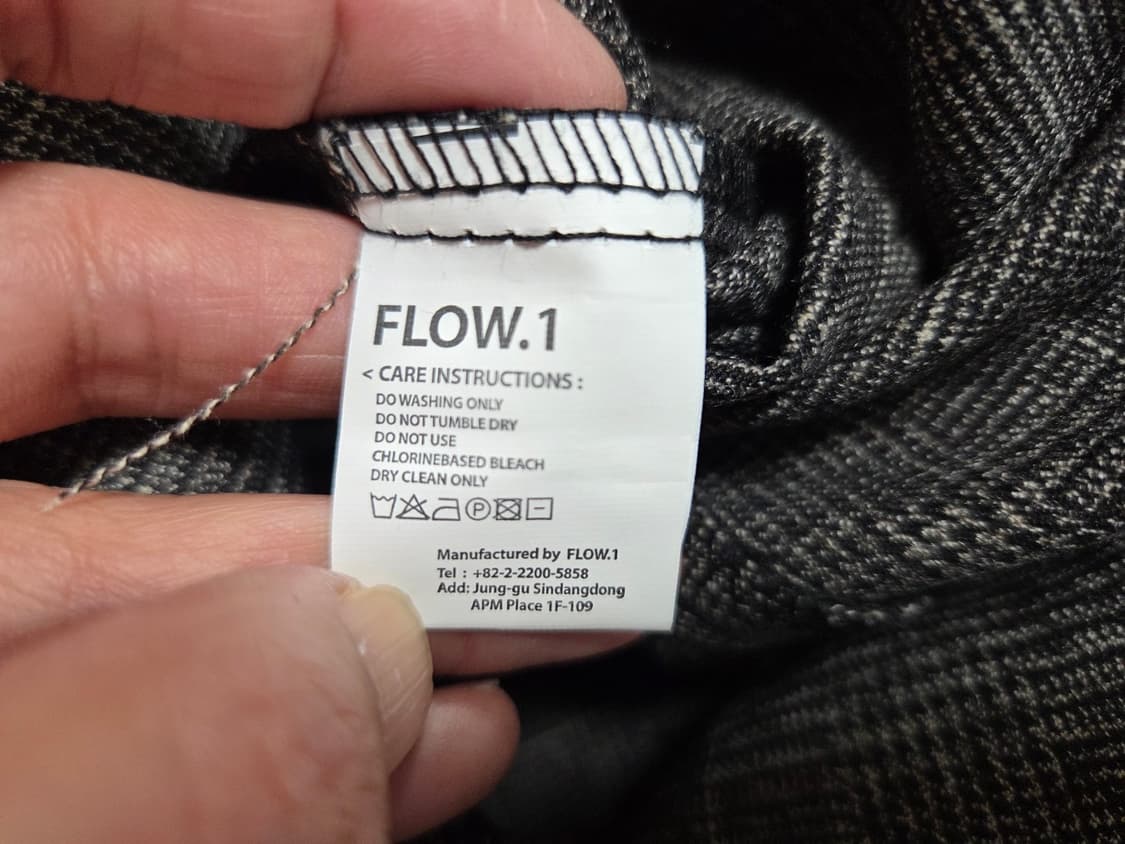 FLOW.1
< CARE INSTRUCTIONS :
DO WASHING ONLY
DO NOT TUMBLE DRY
DO NOT USE
CHLORINEBASED BLEACH
DRY CLEAN ONLY
P
Manufactured by FLOW.1
Tel : +82-2-2200-5858
Add: Jung-gu Sindangdong
APM Place 1F-109